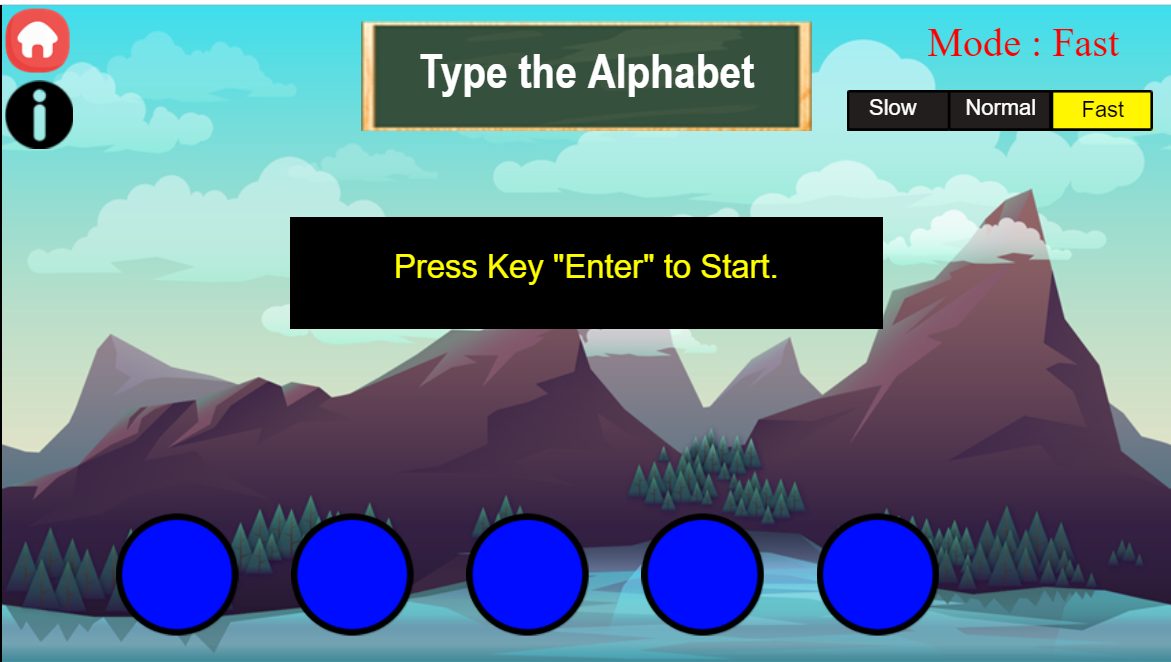 Type the Alphabet
Mode : Fast
Slow Normal Fast
Press Key "Enter" to Start.